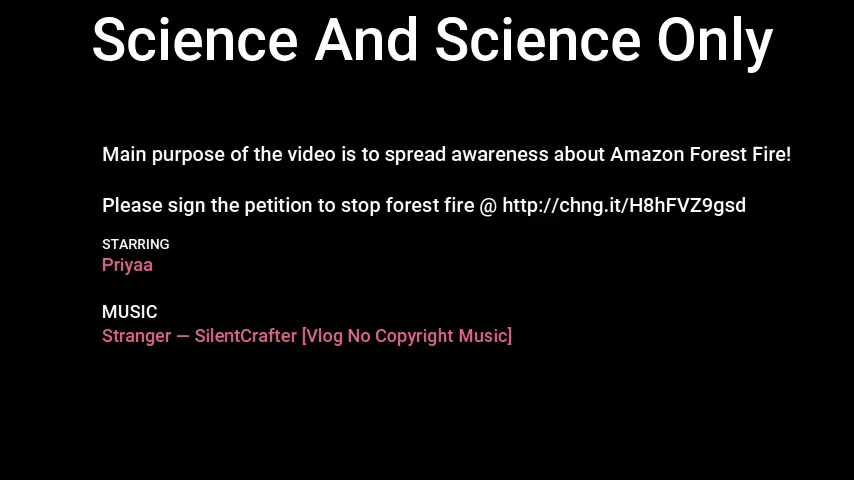 Science And Science Only
Main purpose of the video is to spread awareness about Amazon Forest Fire!
Please sign the petition to stop forest fire @ http://chng.it/H8hFVZ9gsd
STARRING
Priyaa
MUSIC
Stranger — SilentCrafter [Vlog No Copyright Music]